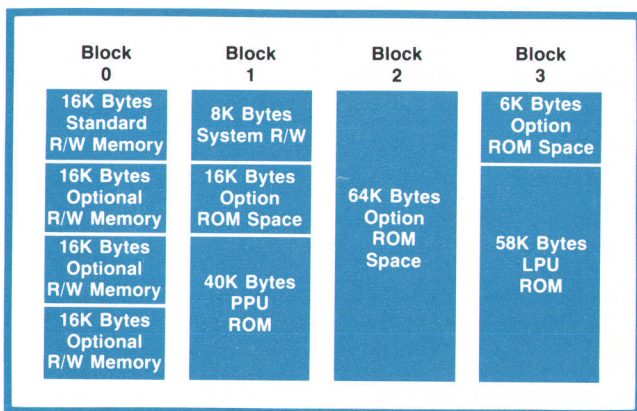 Block
0
16K Bytes
Standard
R/W Memory
16K Bytes
Optional
R/W Memory
16K Bytes
Optional
R/W Memory
16K Bytes
Optional
R/W Memory
Block
1
8K Bytes
System R/W
16K Bytes
Option
ROM Space
40K Bytes
PPU
ROM
Block
2
64K Bytes
Option
ROM
Space
Block
3
6K Bytes
Option
ROM Space
58K Bytes
LPU
ROM